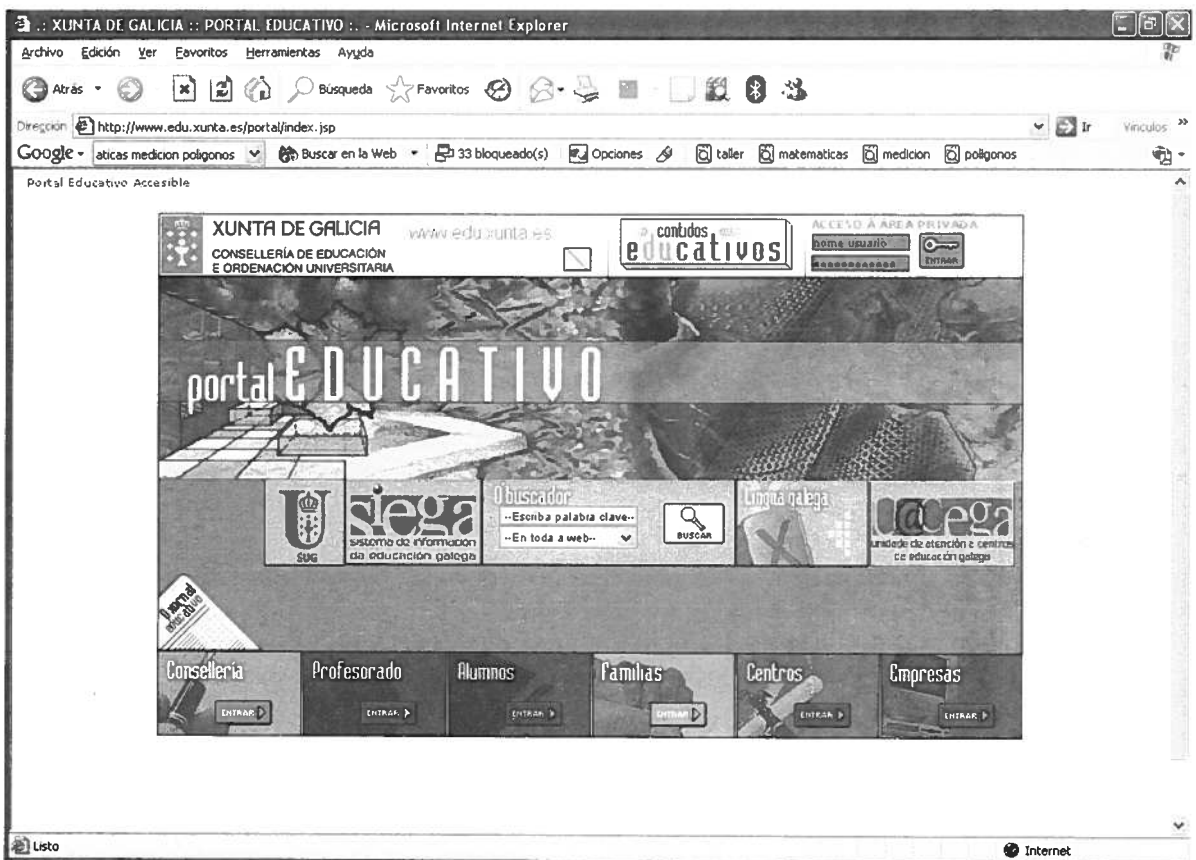 .: XUNTA DE GALICIA :: PORTAL EDUCATIVO :. - Microsoft Internet Explorer
Archivo Edición Ver Favoritos Herramientas Ayuda
Atrás Búsqueda Favoritos
Dirección http://www.edu.xunta.es/portal/index.jsp Ir Vínculos »
Google aticas medicion poligonos Buscar en la Web 33 bloqueado(s) Opciones taller matematicas medicion poligonos
Portal Educativo Accesible
XUNTA DE GALICIA
CONSELLERÍA DE EDUCACIÓN
E ORDENACIÓN UNIVERSITARIA
www.edu.xunta.es
contidos
educativos
ACCESO Á ÁREA PRIVADA
nome usuario
ENTRAR
portal EDUCATIVO
SUG
siega
sistema de información
da educación galega
O buscador
--Escriba palabra clave--
--En toda a web--
BUSCAR
Lingua galega
unidade de atención a centros
de educación galega
O xornal
educativo
Consellería Profesorado Alumnos Familias Centros Empresas
ENTRAR ENTRAR ENTRAR ENTRAR ENTRAR ENTRAR
Listo Internet